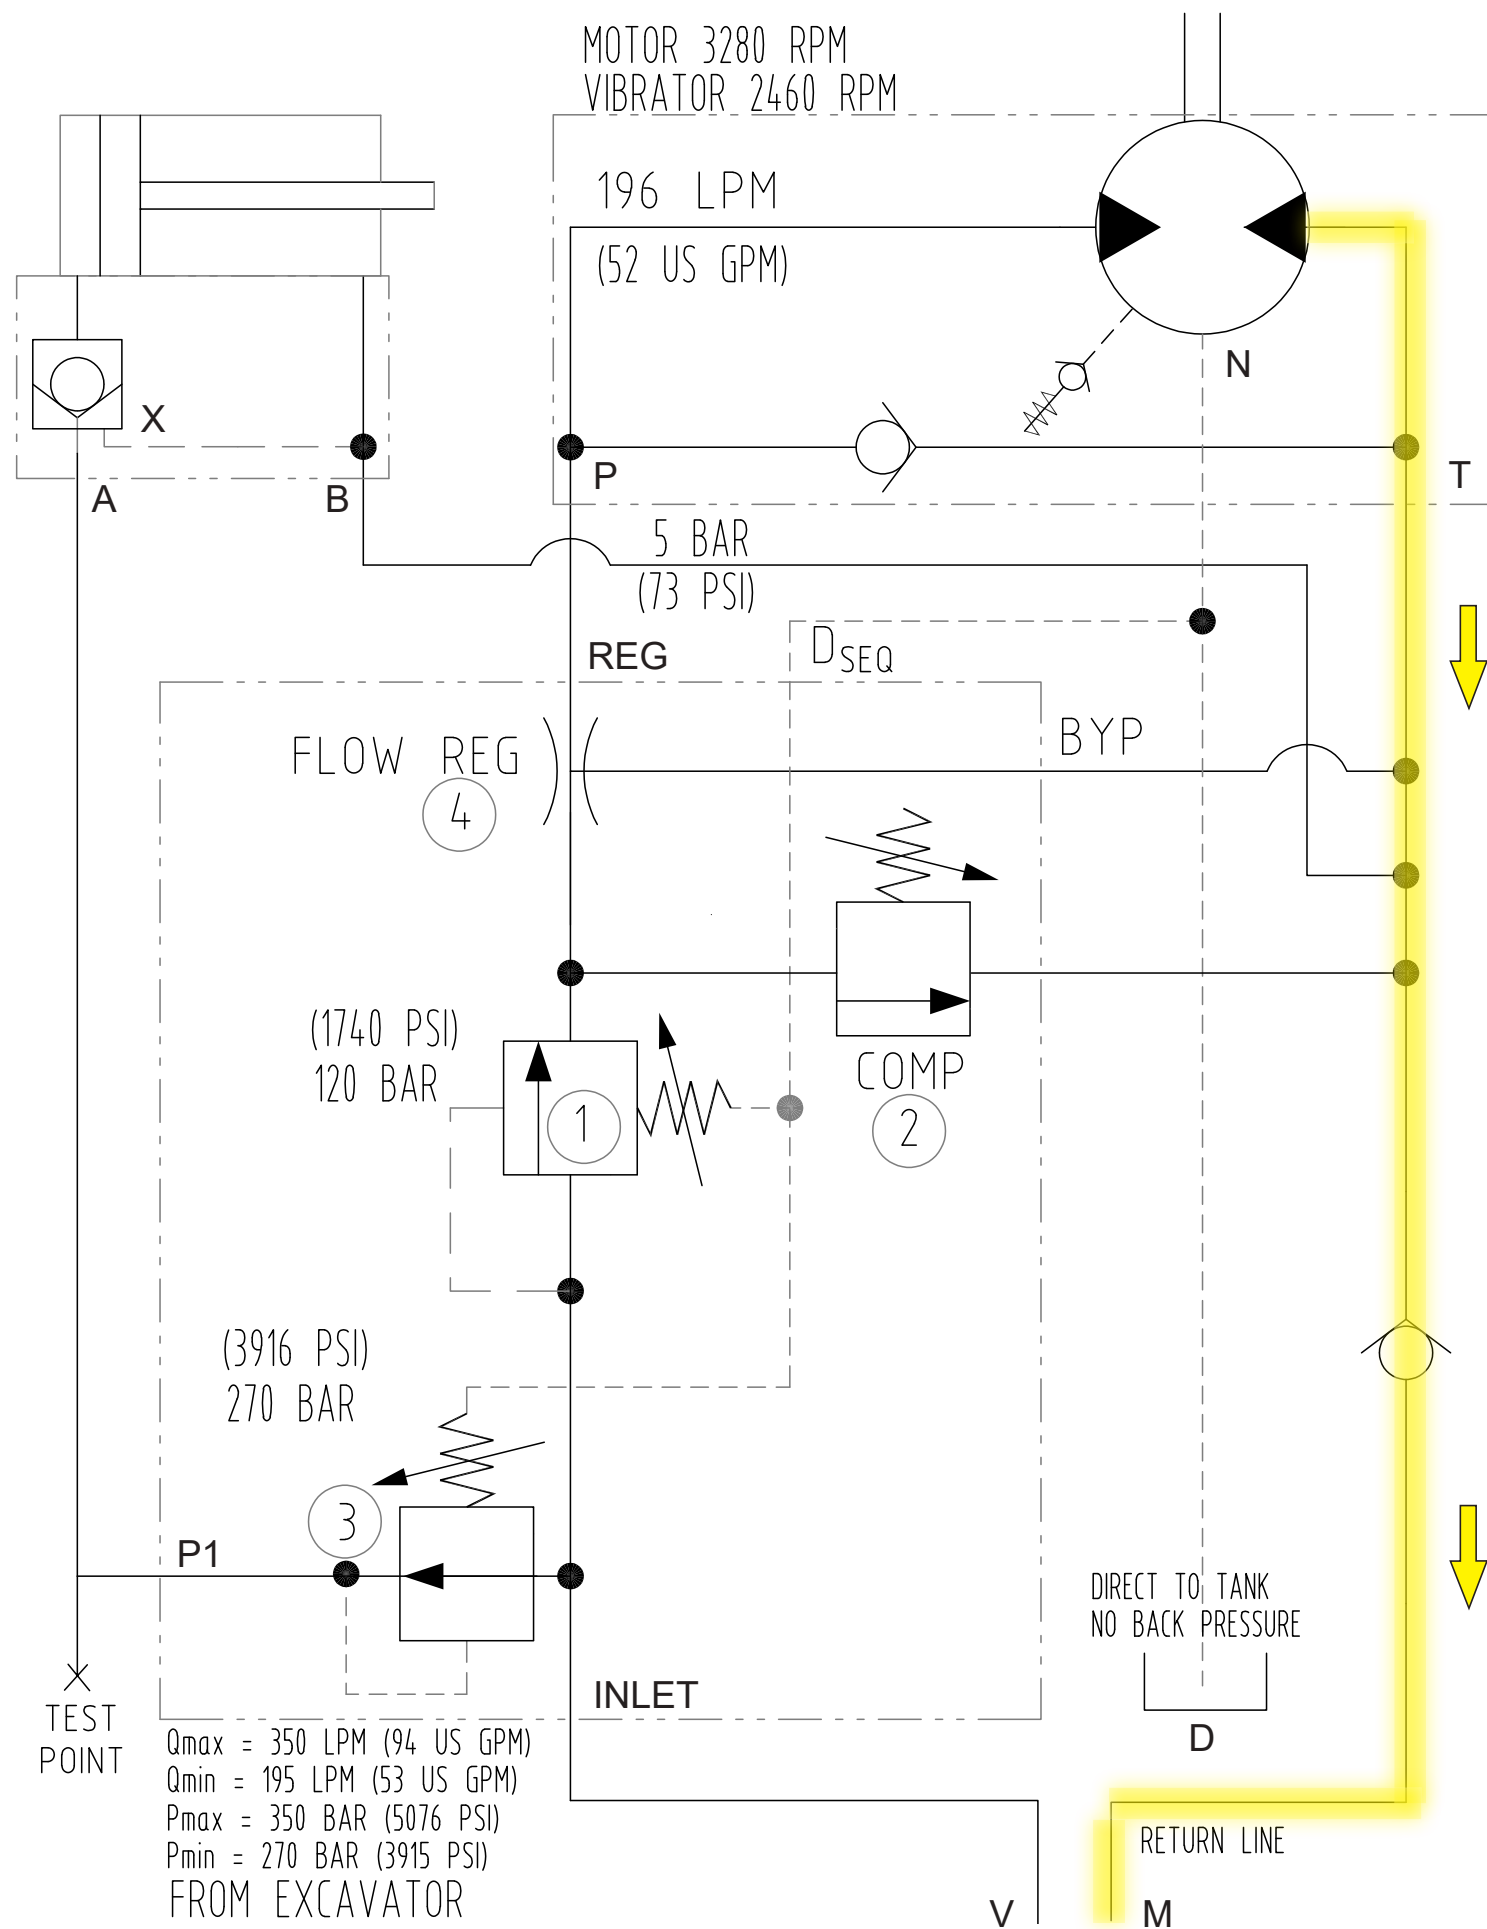 MOTOR 3280 RPM
VIBRATOR 2460 RPM
196 LPM
(52 US GPM)
N
X
A
B
P
T
5 BAR
(73 PSI)
REG
DSEQ
FLOW REG
4
BYP
(1740 PSI)
120 BAR
1
COMP
2
(3916 PSI)
270 BAR
3
P1
DIRECT TO TANK
NO BACK PRESSURE
D
INLET
TEST
POINT
Qmax = 350 LPM (94 US GPM)
Qmin = 195 LPM (53 US GPM)
Pmax = 350 BAR (5076 PSI)
Pmin = 270 BAR (3915 PSI)
FROM EXCAVATOR
RETURN LINE
V
M